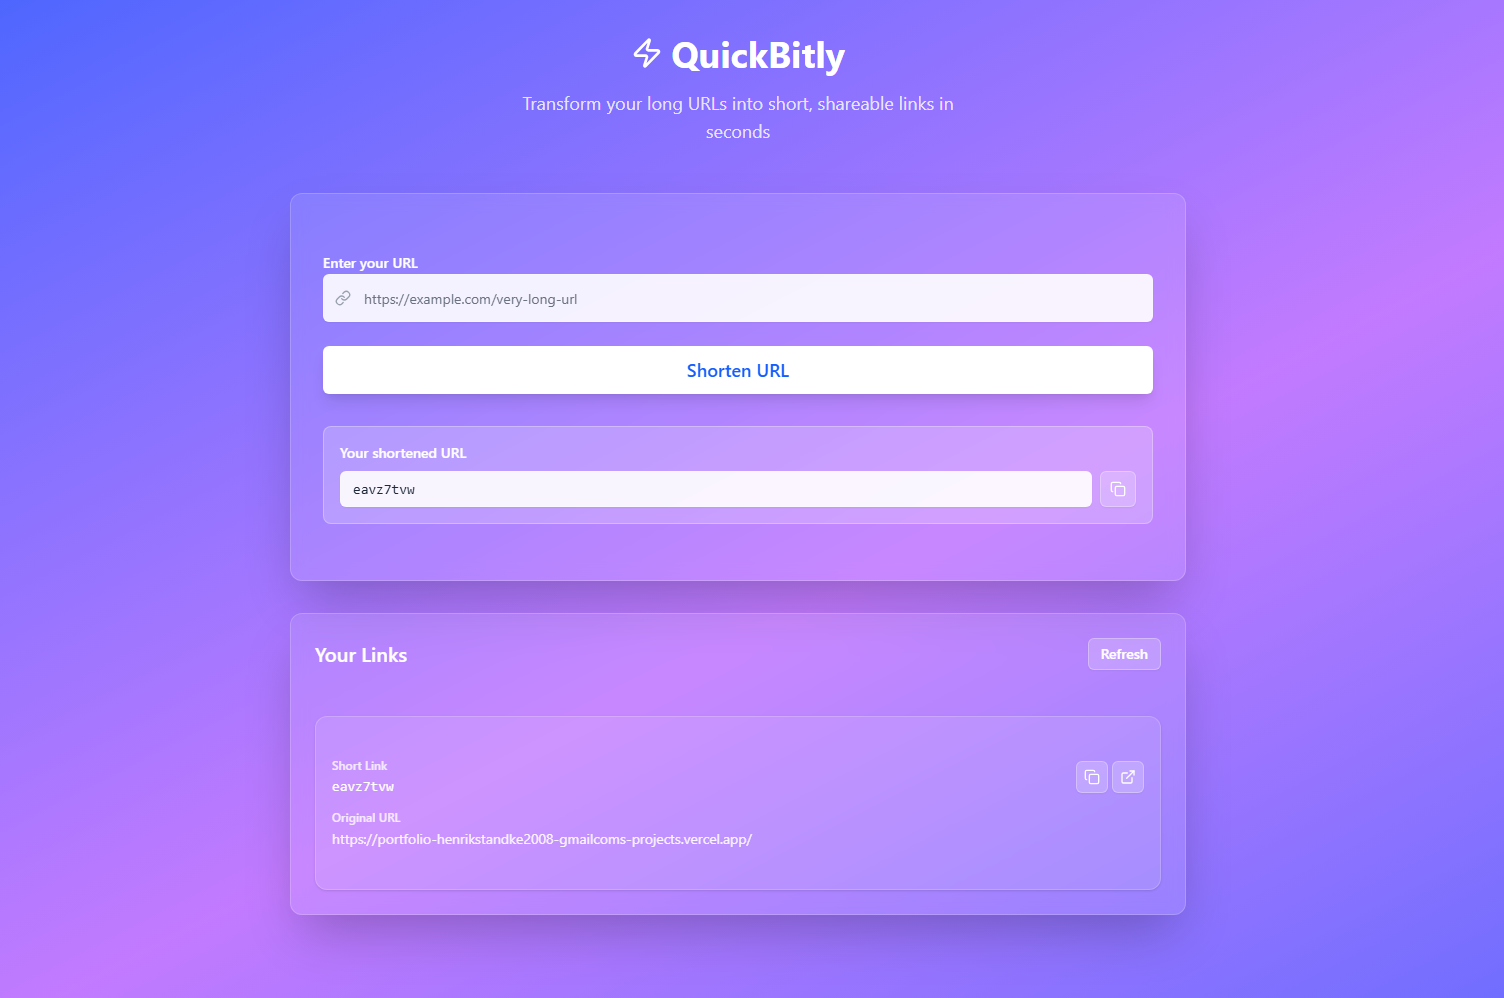 QuickBitly
Transform your long URLs into short, shareable links in
seconds
Enter your URL
https://example.com/very-long-url
Shorten URL
Your shortened URL
eavz7tvw
Your Links
Refresh
Short Link
eavz7tvw
Original URL
https://portfolio-henrikstandke2008-gmailcoms-projects.vercel.app/